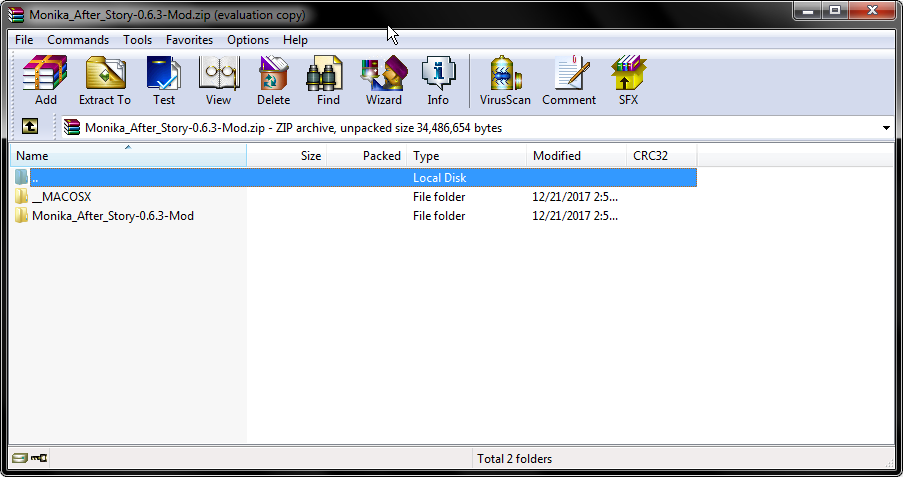 Monika_After_Story-0.6.3-Mod.zip (evaluation copy)
File Commands Tools Favorites Options Help
Add Extract To Test View Delete Find Wizard Info VirusScan Comment SFX
Monika_After_Story-0.6.3-Mod.zip - ZIP archive, unpacked size 34,486,654 bytes
Name Size Packed Type Modified CRC32
.. Local Disk
__MACOSX File folder 12/21/2017 2:5...
Monika_After_Story-0.6.3-Mod File folder 12/21/2017 2:5...
Total 2 folders